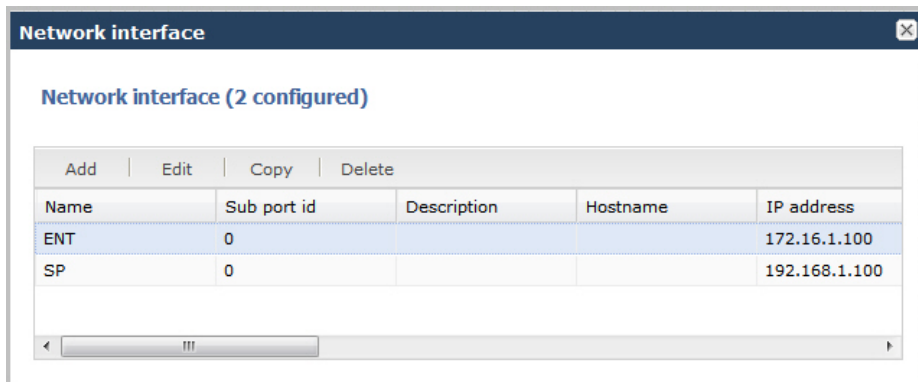 Network interface
Network interface (2 configured)
Add Edit Copy Delete
Name Sub port id Description Hostname IP address
ENT 0 172.16.1.100
SP 0 192.168.1.100